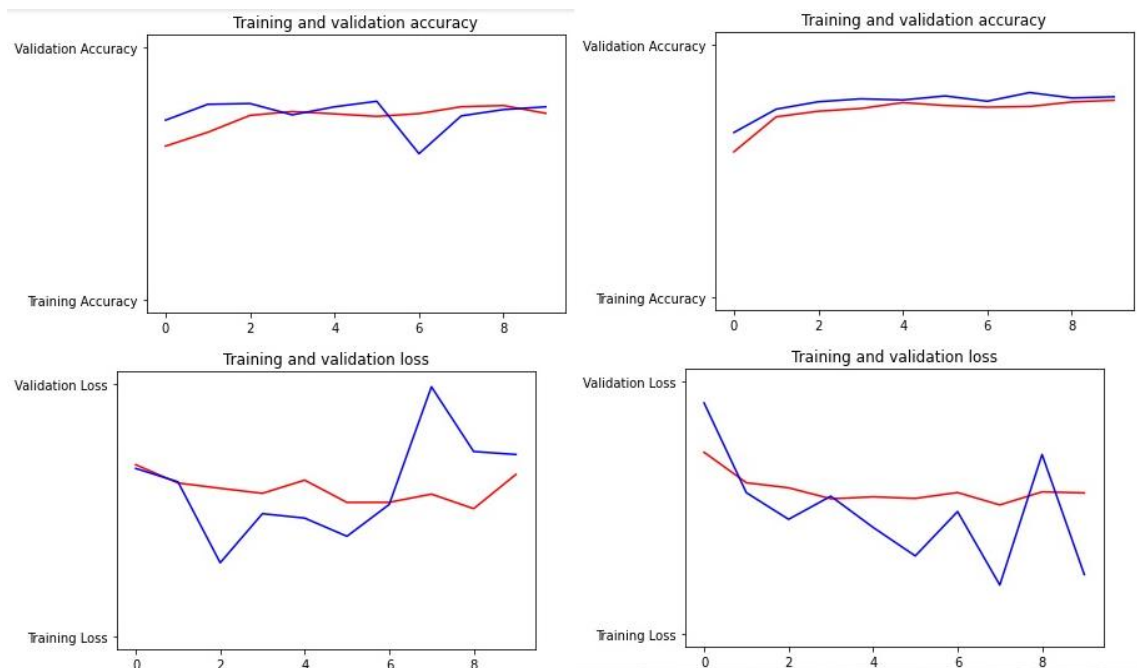 Training and validation accuracy
Validation Accuracy
Training Accuracy
0 2 4 6 8
Training and validation accuracy
Validation Accuracy
Training Accuracy
0 2 4 6 8
Training and validation loss
Validation Loss
Training Loss
0 2 4 6 8
Training and validation loss
Validation Loss
Training Loss
0 2 4 6 8